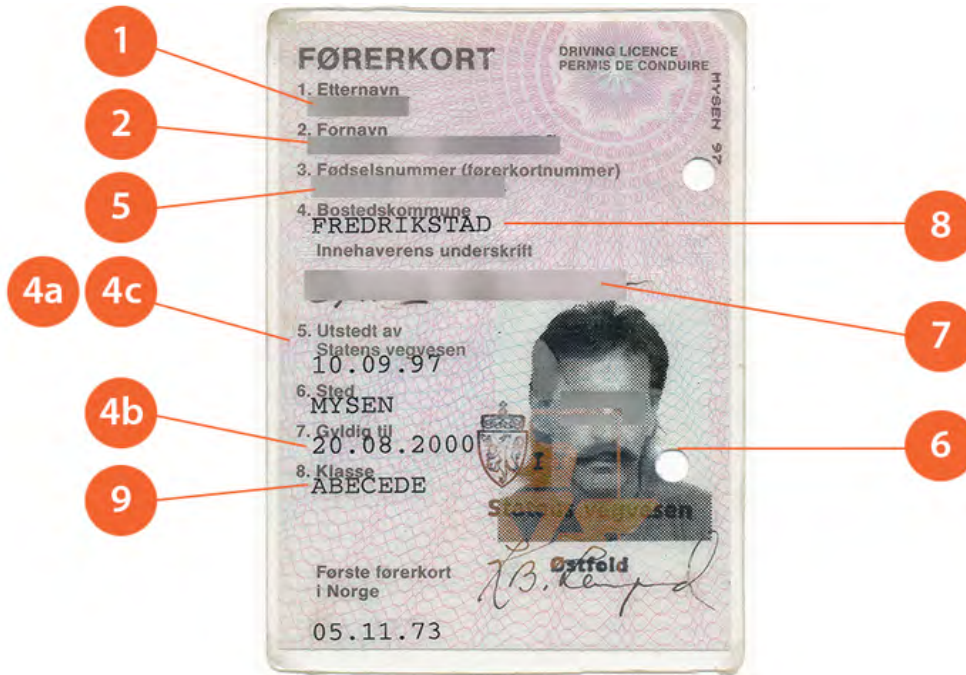 1
2
5
4a
4c
4b
9
8
7
6
FØRERKORT
DRIVING LICENCE
PERMIS DE CONDUIRE
MYSEN 97
1. Etternavn
2. Fornavn
3. Fødselsnummer (førerkortnummer)
4. Bostedskommune
FREDRIKSTAD
Innehaverens underskrift
5. Utstedt av
Statens vegvesen
10.09.97
6. Sted
MYSEN
7. Gyldig til
20.08.2000
8. Klasse
ABECEDE
Statens vegvesen
Østfold
Første førerkort
i Norge
05.11.73